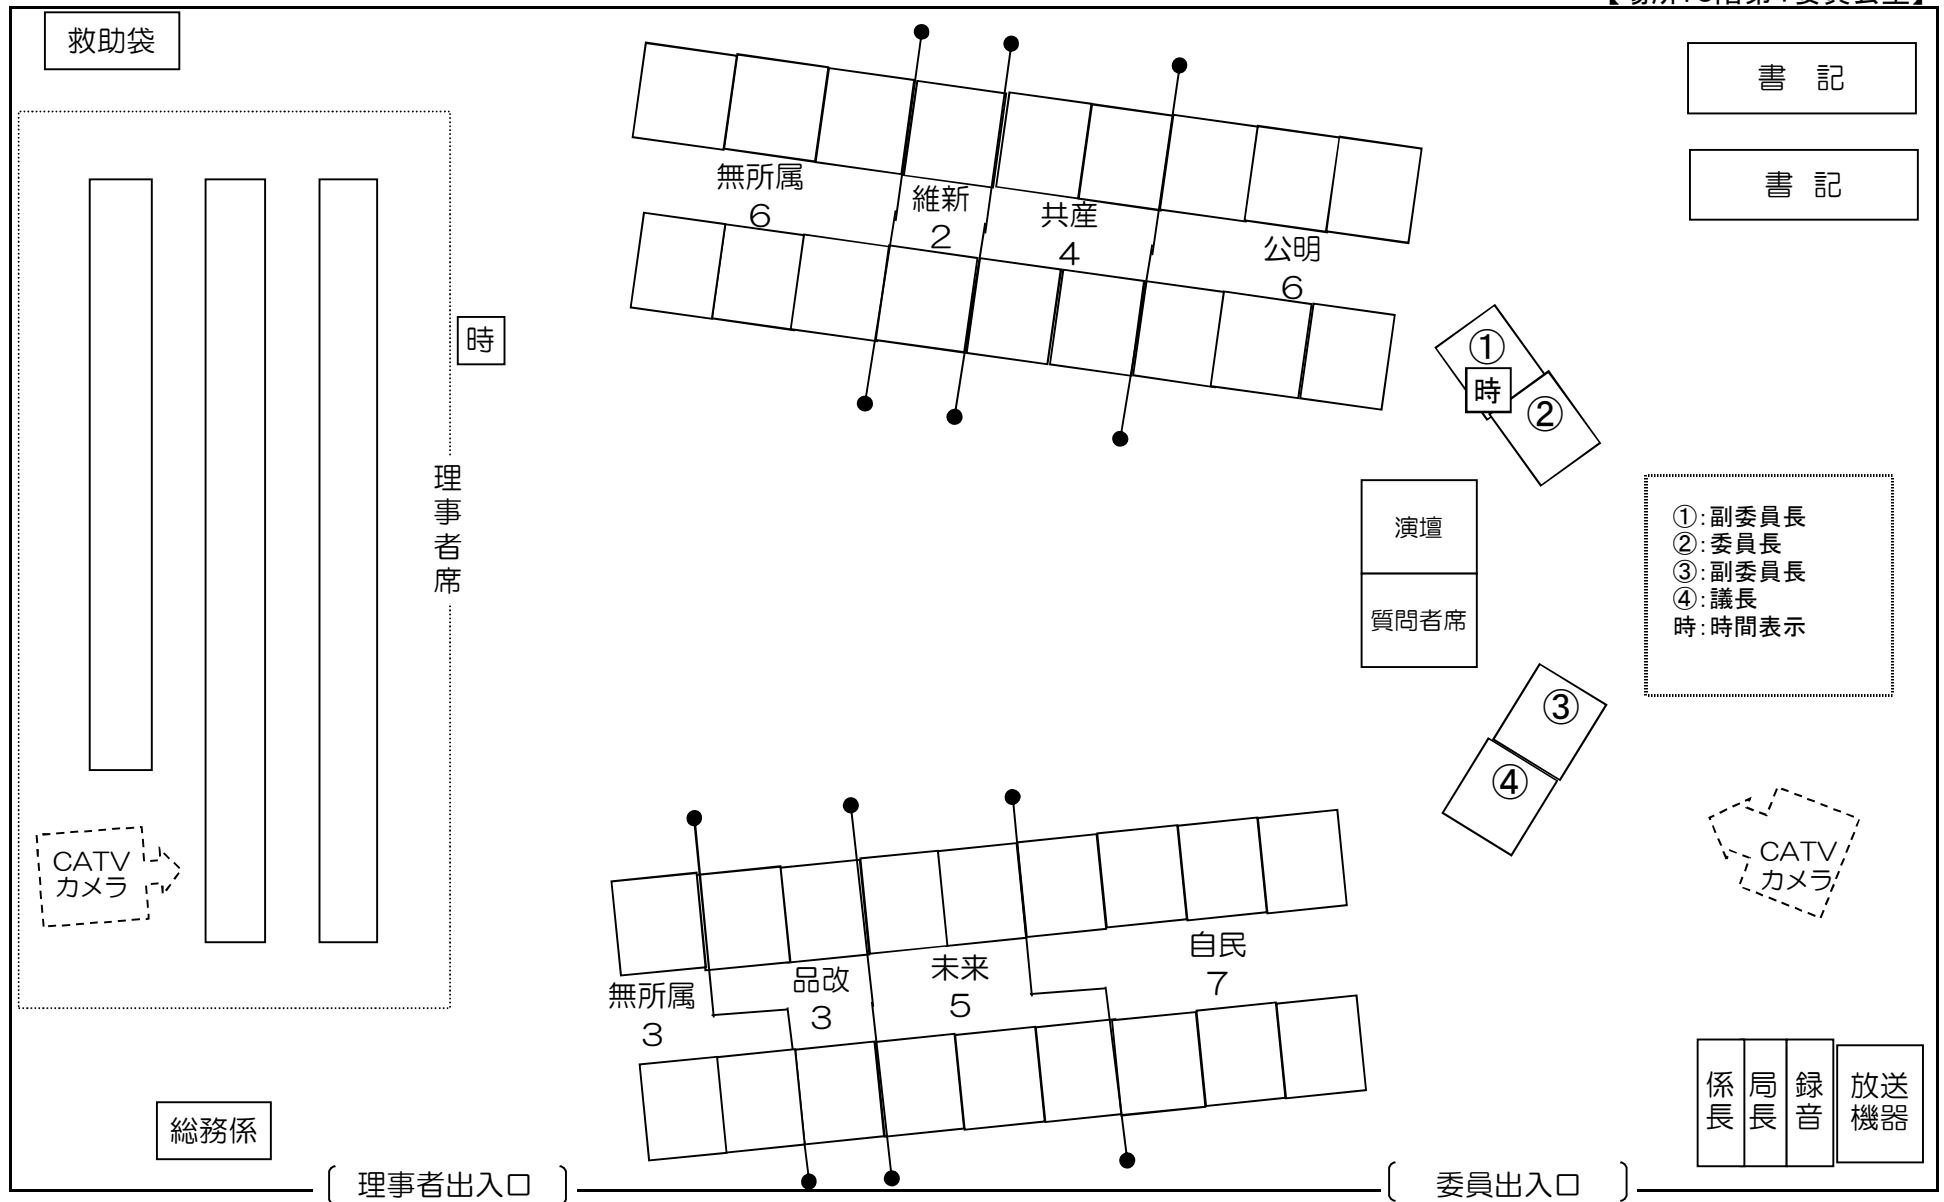 救助袋
書 記
書 記
無所属
6
維新
2
共産
4
公明
6
時
①
時
②
理事者席
演壇
質問者席
①:副委員長
②:委員長
③:副委員長
④:議長
時:時間表示
③
④
CATV
カメラ
CATV
カメラ
無所属
3
品改
3
未来
5
自民
7
総務係
係長
局長
録音
放送
機器
理事者出入口
委員出入口